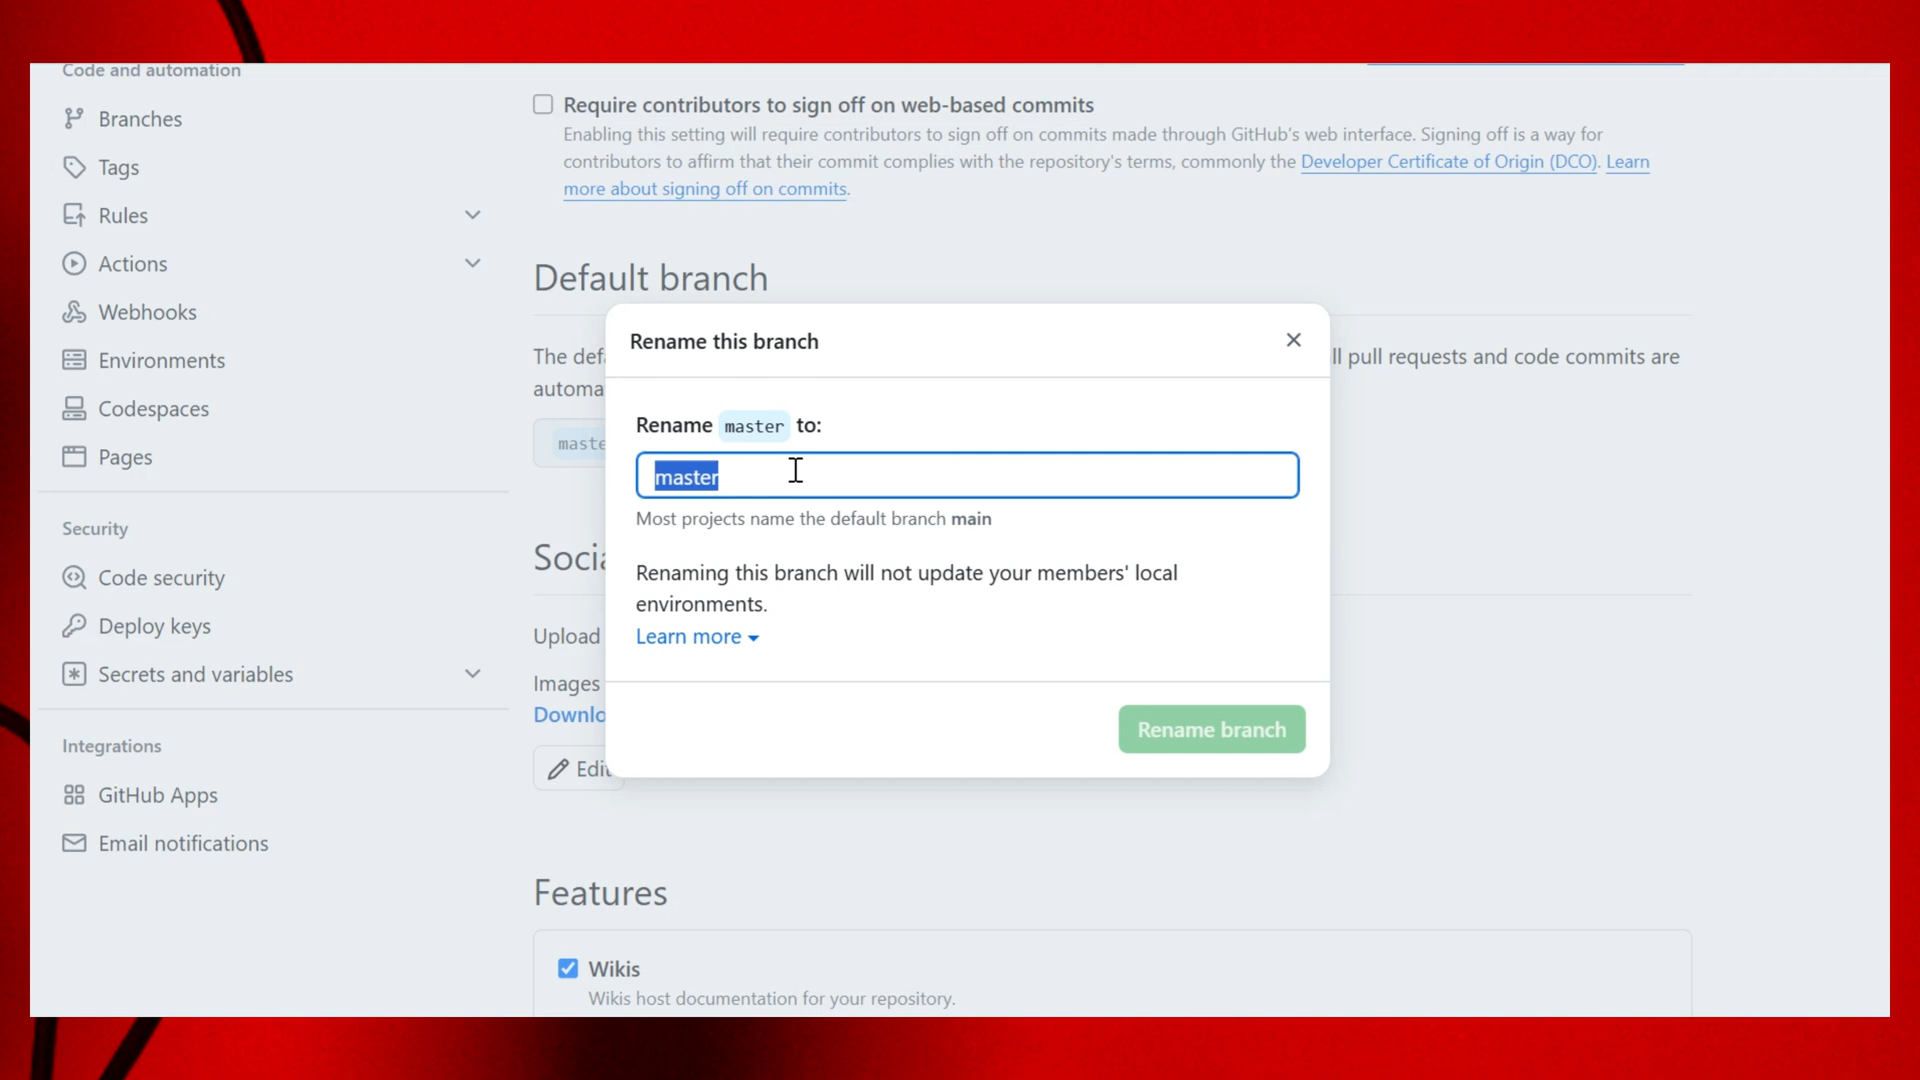 Code and automation
Branches
Tags
Rules
Actions
Webhooks
Environments
Codespaces
Pages
Security
Code security
Deploy keys
Secrets and variables
Integrations
GitHub Apps
Email notifications
Require contributors to sign off on web-based commits
Enabling this setting will require contributors to sign off on commits made through GitHub's web interface. Signing off is a way for
contributors to affirm that their commit complies with the repository's terms, commonly the Developer Certificate of Origin (DCO). Learn
more about signing off on commits.
Default branch
The def ll pull requests and code commits are
automa
maste
Socia
Upload
Images
Downlo
Edit
Rename this branch
Rename master to:
master
Most projects name the default branch main
Renaming this branch will not update your members' local
environments.
Learn more
Rename branch
Features
Wikis
Wikis host documentation for your repository.